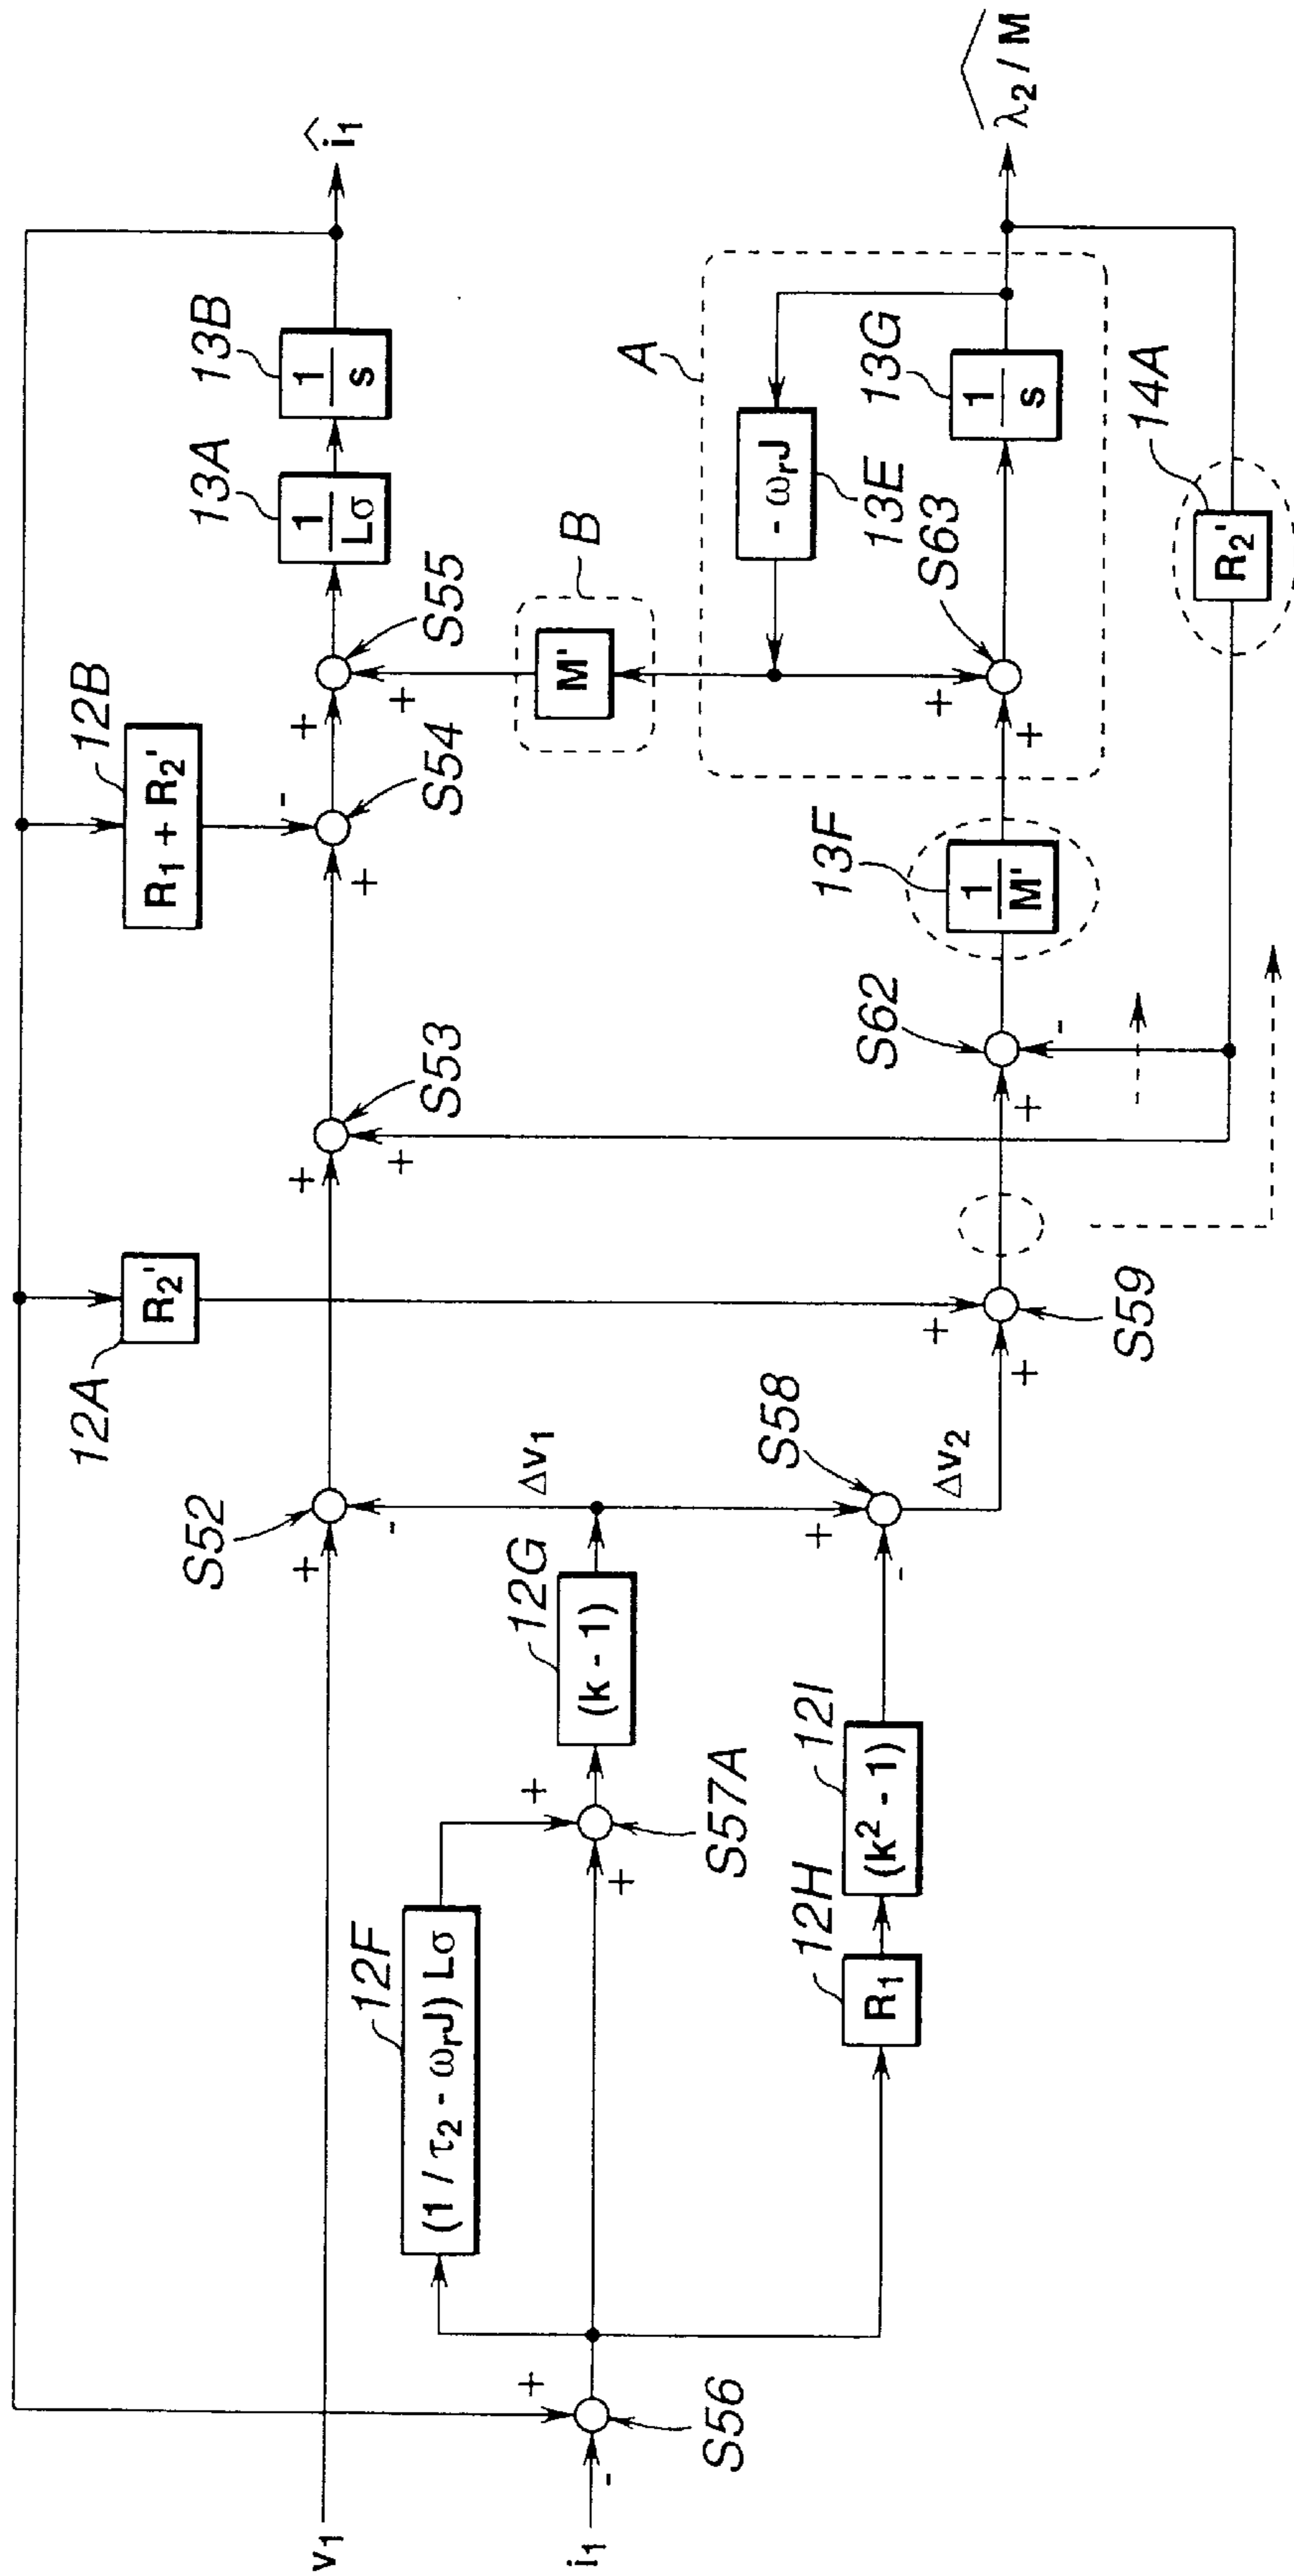 v1
i1
+
-
S56
12F
(1 / τ2 - ωrJ) Lσ
+
+
S57A
12H
R1
12I
(k² - 1)
12G
(k - 1)
Δv1
S52
+
-
S58
+
-
Δv2
12A
R2'
S59
+
+
S53
+
+
S62
+
-
12B
R1 + R2'
S54
+
-
S55
+
+
B
M'
13F
1
M'
A
- ωrJ
13E
S63
+
+
13A
1
Lσ
13B
1
s
î1
13G
1
s
14A
R2'
λ2 / M